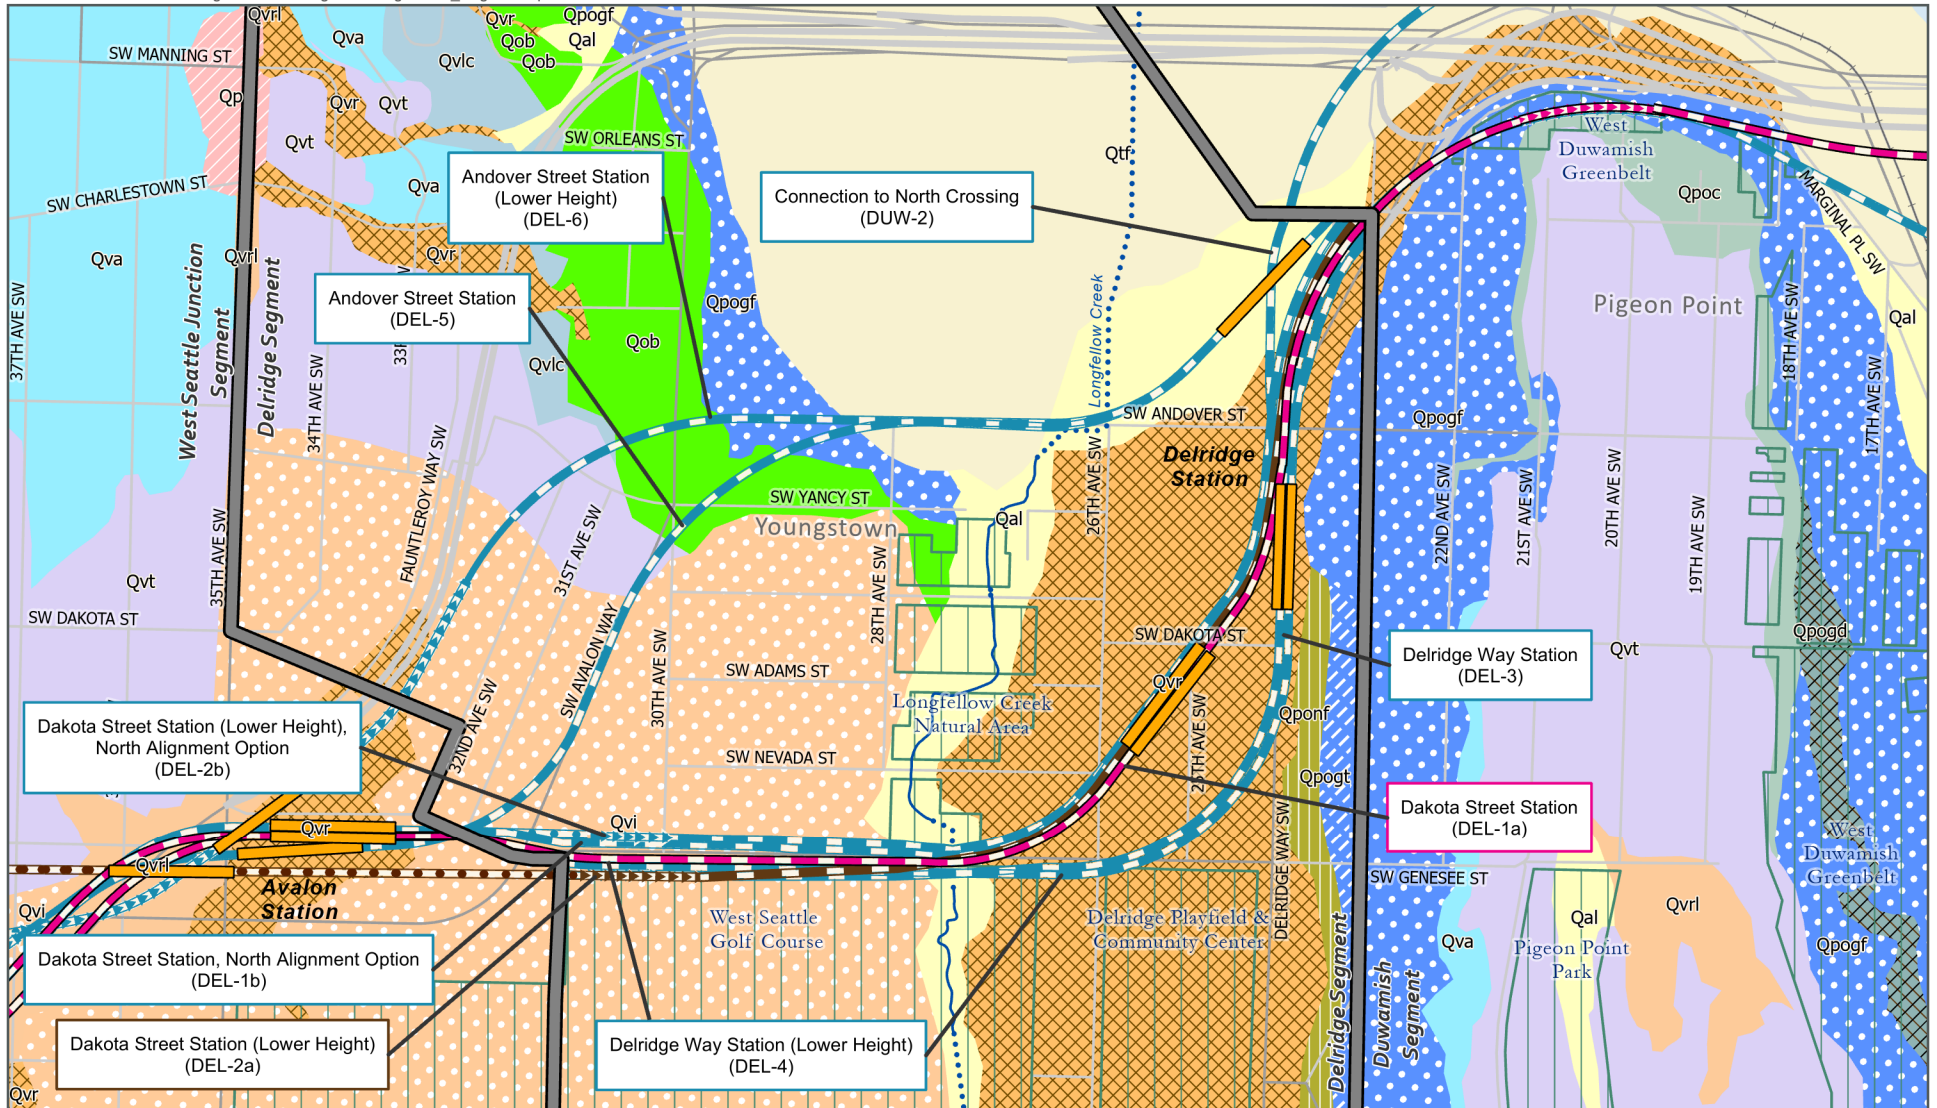 Qvrl
Qvr
Qpogf
Qva
Qob
Qal
SW MANNING ST
Qvlc
Qob
Qp
Qvr
Qvt
Qvt
SW ORLEANS ST
Qtf
West
Duwamish
Greenbelt
SW CHARLESTOWN ST
Qva
Andover Street Station
(Lower Height)
(DEL-6)
Connection to North Crossing
(DUW-2)
Qpoc
MARGINAL PL SW
Qva
Qvrl
Qvr
West Seattle Junction
Segment
Delridge Segment
Andover Street Station
(DEL-5)
Qpogf
Longfellow Creek
Pigeon Point
Qal
37TH AVE SW
34TH AVE SW
Qob
Qvlc
18TH AVE SW
17TH AVE SW
SW ANDOVER ST
Qpogf
Delridge
Station
FAUNTLEROY WAY SW
SW YANCY ST
Youngstown
Qal
26TH AVE SW
22ND AVE SW
21ST AVE SW
20TH AVE SW
19TH AVE SW
35TH AVE SW
31ST AVE SW
28TH AVE SW
Qvt
SW DAKOTA ST
SW AVALON WAY
30TH AVE SW
SW DAKOTA ST
Qpogd
SW ADAMS ST
Qvr
Delridge Way Station
(DEL-3)
Qvt
Longfellow Creek
Natural Area
Qponf
Dakota Street Station (Lower Height),
North Alignment Option
(DEL-2b)
32ND AVE SW
SW NEVADA ST
25TH AVE SW
Qpogt
Dakota Street Station
(DEL-1a)
Qvr
Qvi
DELRIDGE WAY SW
West
Duwamish
Greenbelt
Qvrl
SW GENESEE ST
Avalon
Station
Qvi
West Seattle
Golf Course
Delridge Playfield &
Community Center
Qal
Qvrl
Qva
Pigeon Point
Park
Qpogf
Dakota Street Station, North Alignment Option
(DEL-1b)
Delridge Segment
Duwamish
Segment
Dakota Street Station (Lower Height)
(DEL-2a)
Delridge Way Station (Lower Height)
(DEL-4)
Qvr